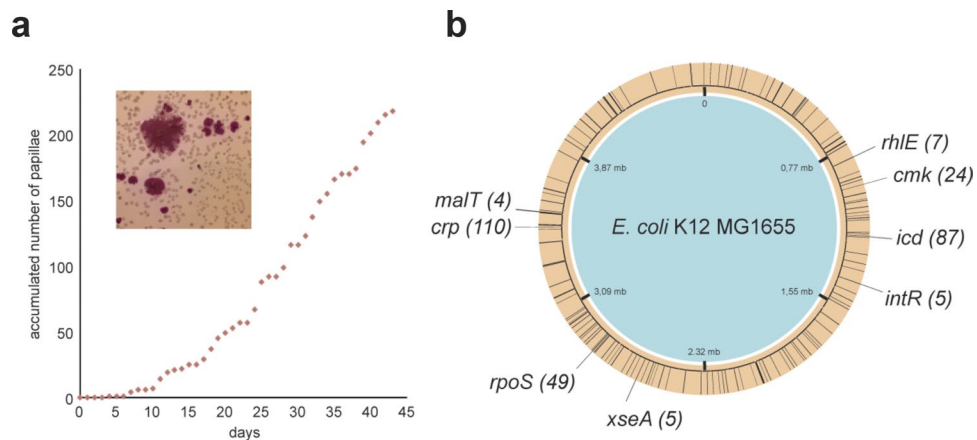 a
250
200
150
100
50
0
accumulated number of papillae
0 5 10 15 20 25 30 35 40 45
days
b
0
0,77 mb
1,55 mb
2.32 mb
3,09 mb
3,87 mb
E. coli K12 MG1655
rhlE (7)
cmk (24)
icd (87)
intR (5)
xseA (5)
rpoS (49)
crp (110)
malT (4)